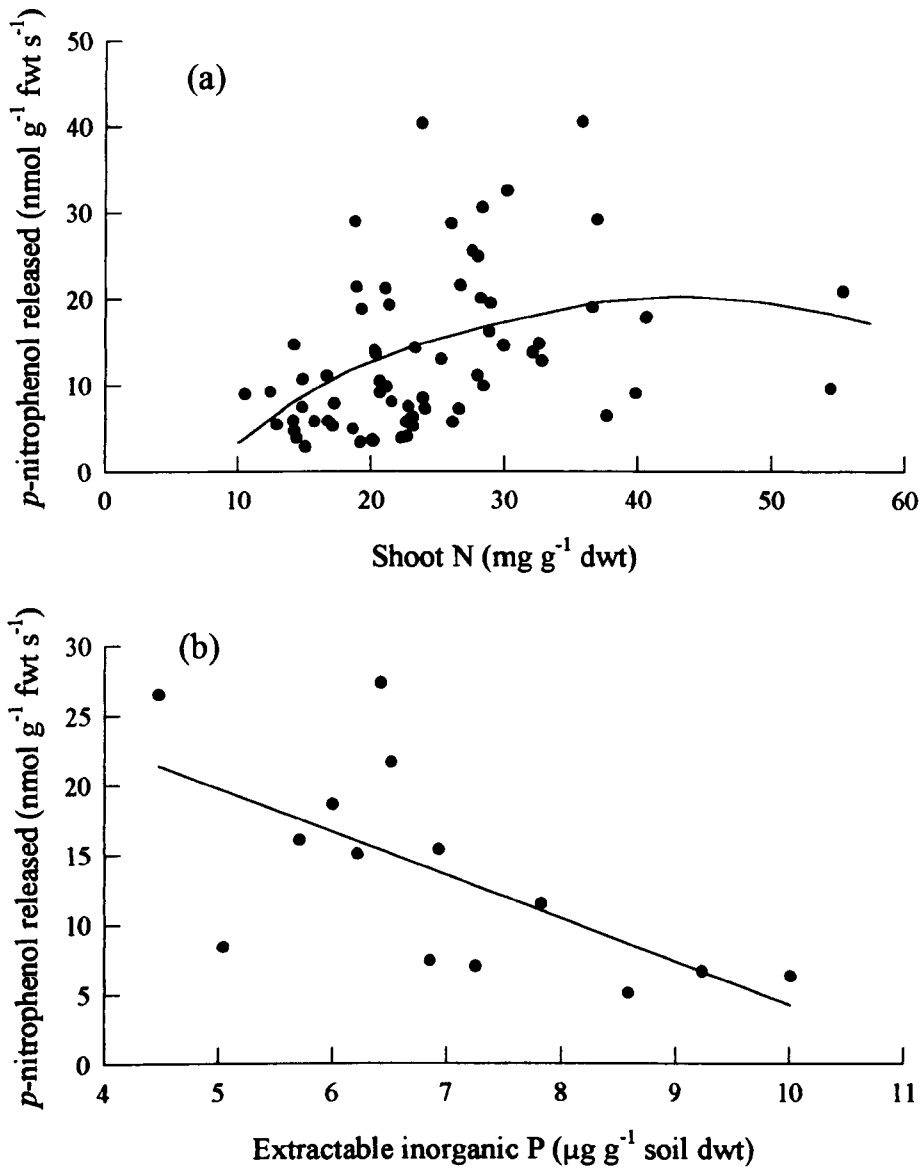 (a)
p-nitrophenol released (nmol g⁻¹ fwt s⁻¹)
50
40
30
20
10
0
0 10 20 30 40 50 60
Shoot N (mg g⁻¹ dwt)
(b)
p-nitrophenol released (nmol g⁻¹ fwt s⁻¹)
30
25
20
15
10
5
0
4 5 6 7 8 9 10 11
Extractable inorganic P (µg g⁻¹ soil dwt)